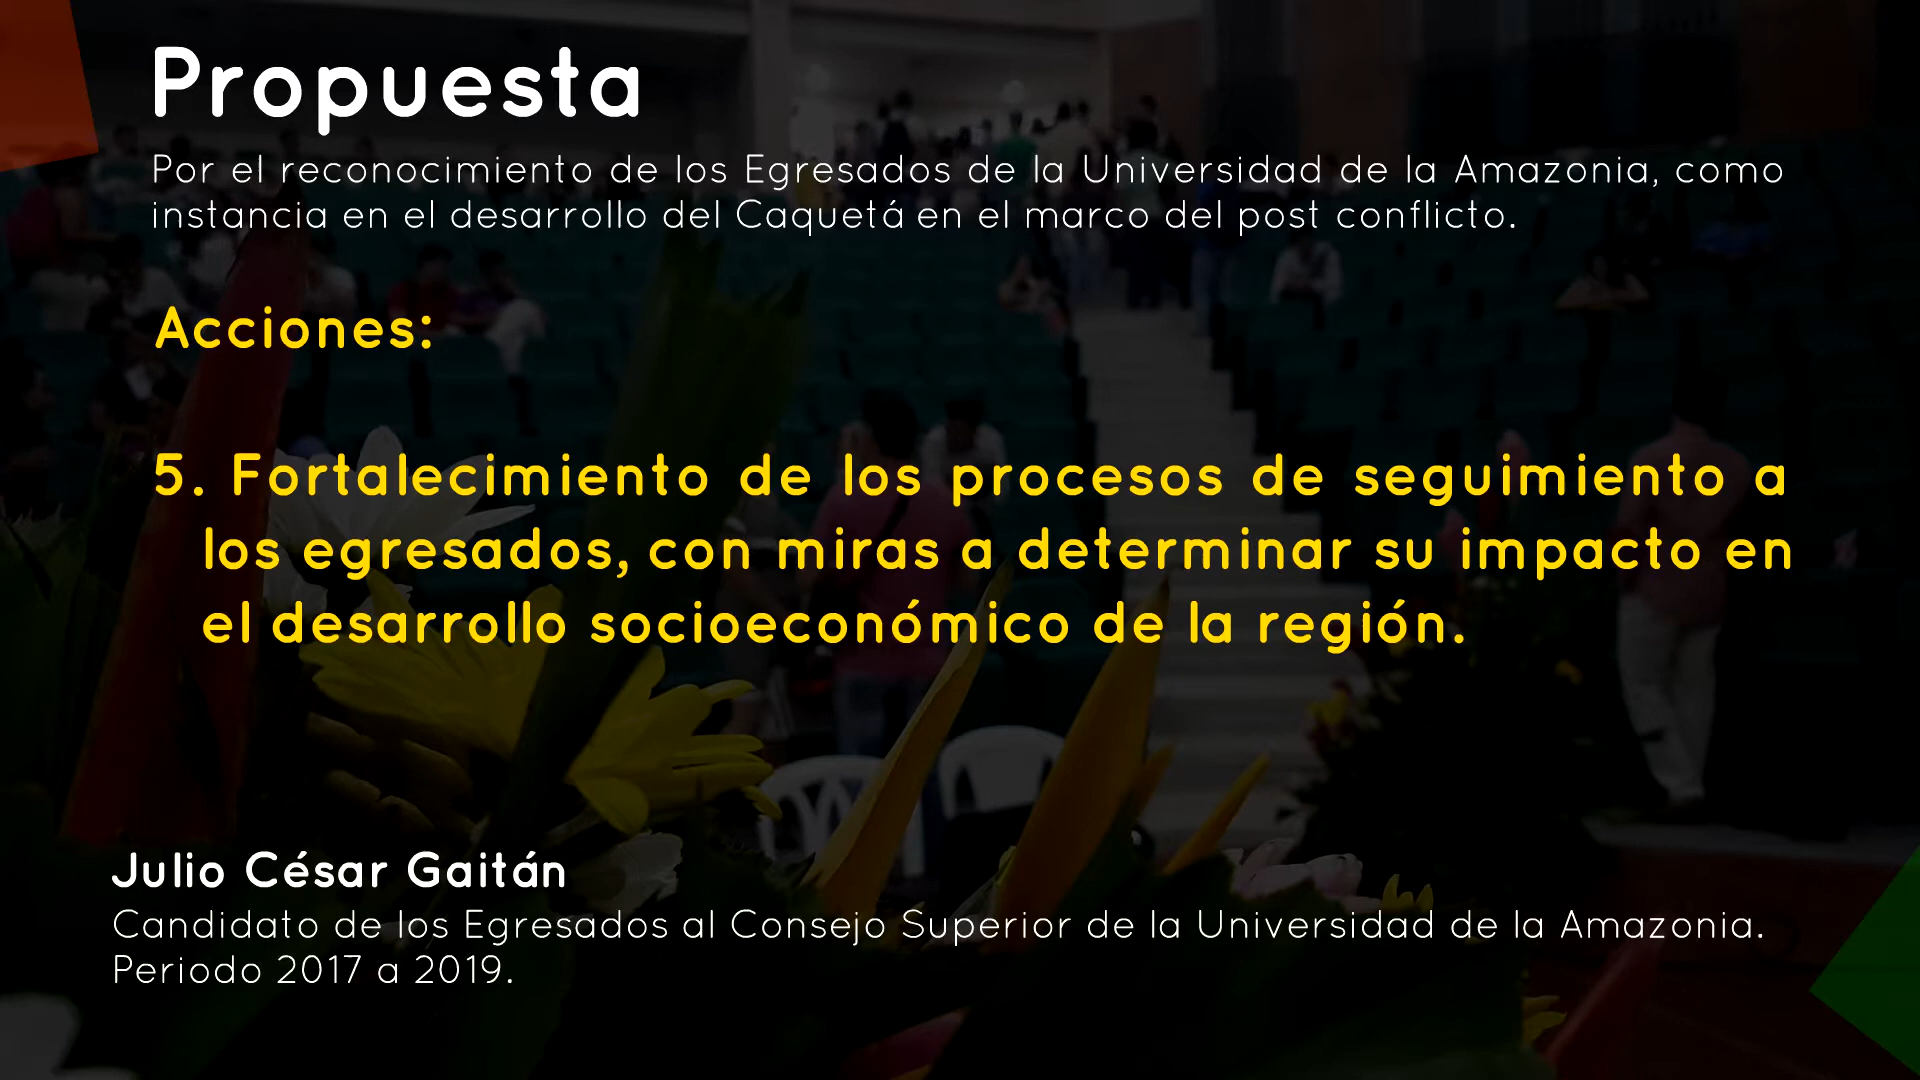 Propuesta
Por el reconocimiento de los Egresados de la Universidad de la Amazonia, como
instancia en el desarrollo del Caquetá en el marco del post conflicto.
Acciones:
5. Fortalecimiento de los procesos de seguimiento a
los egresados, con miras a determinar su impacto en
el desarrollo socioeconómico de la región.
Julio César Gaitán
Candidato de los Egresados al Consejo Superior de la Universidad de la Amazonia.
Periodo 2017 a 2019.